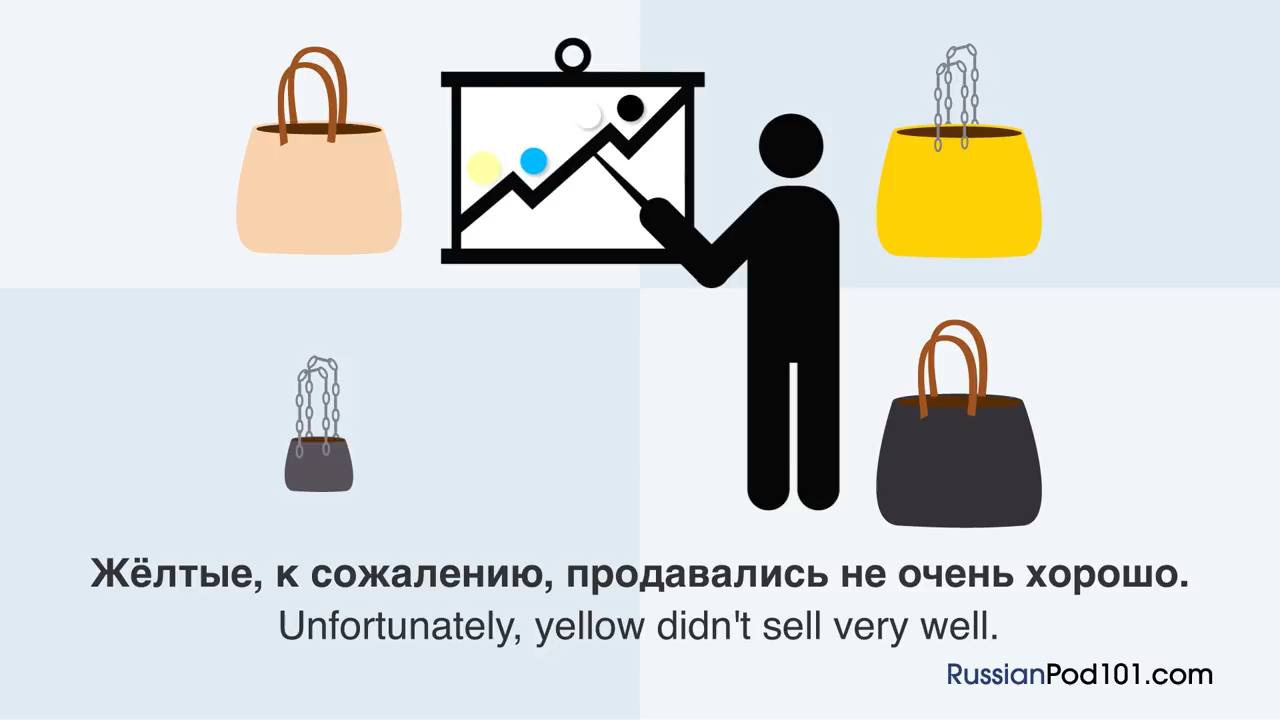 Жёлтые, к сожалению, продавались не очень хорошо.
Unfortunately, yellow didn't sell very well.
RussianPod101.com